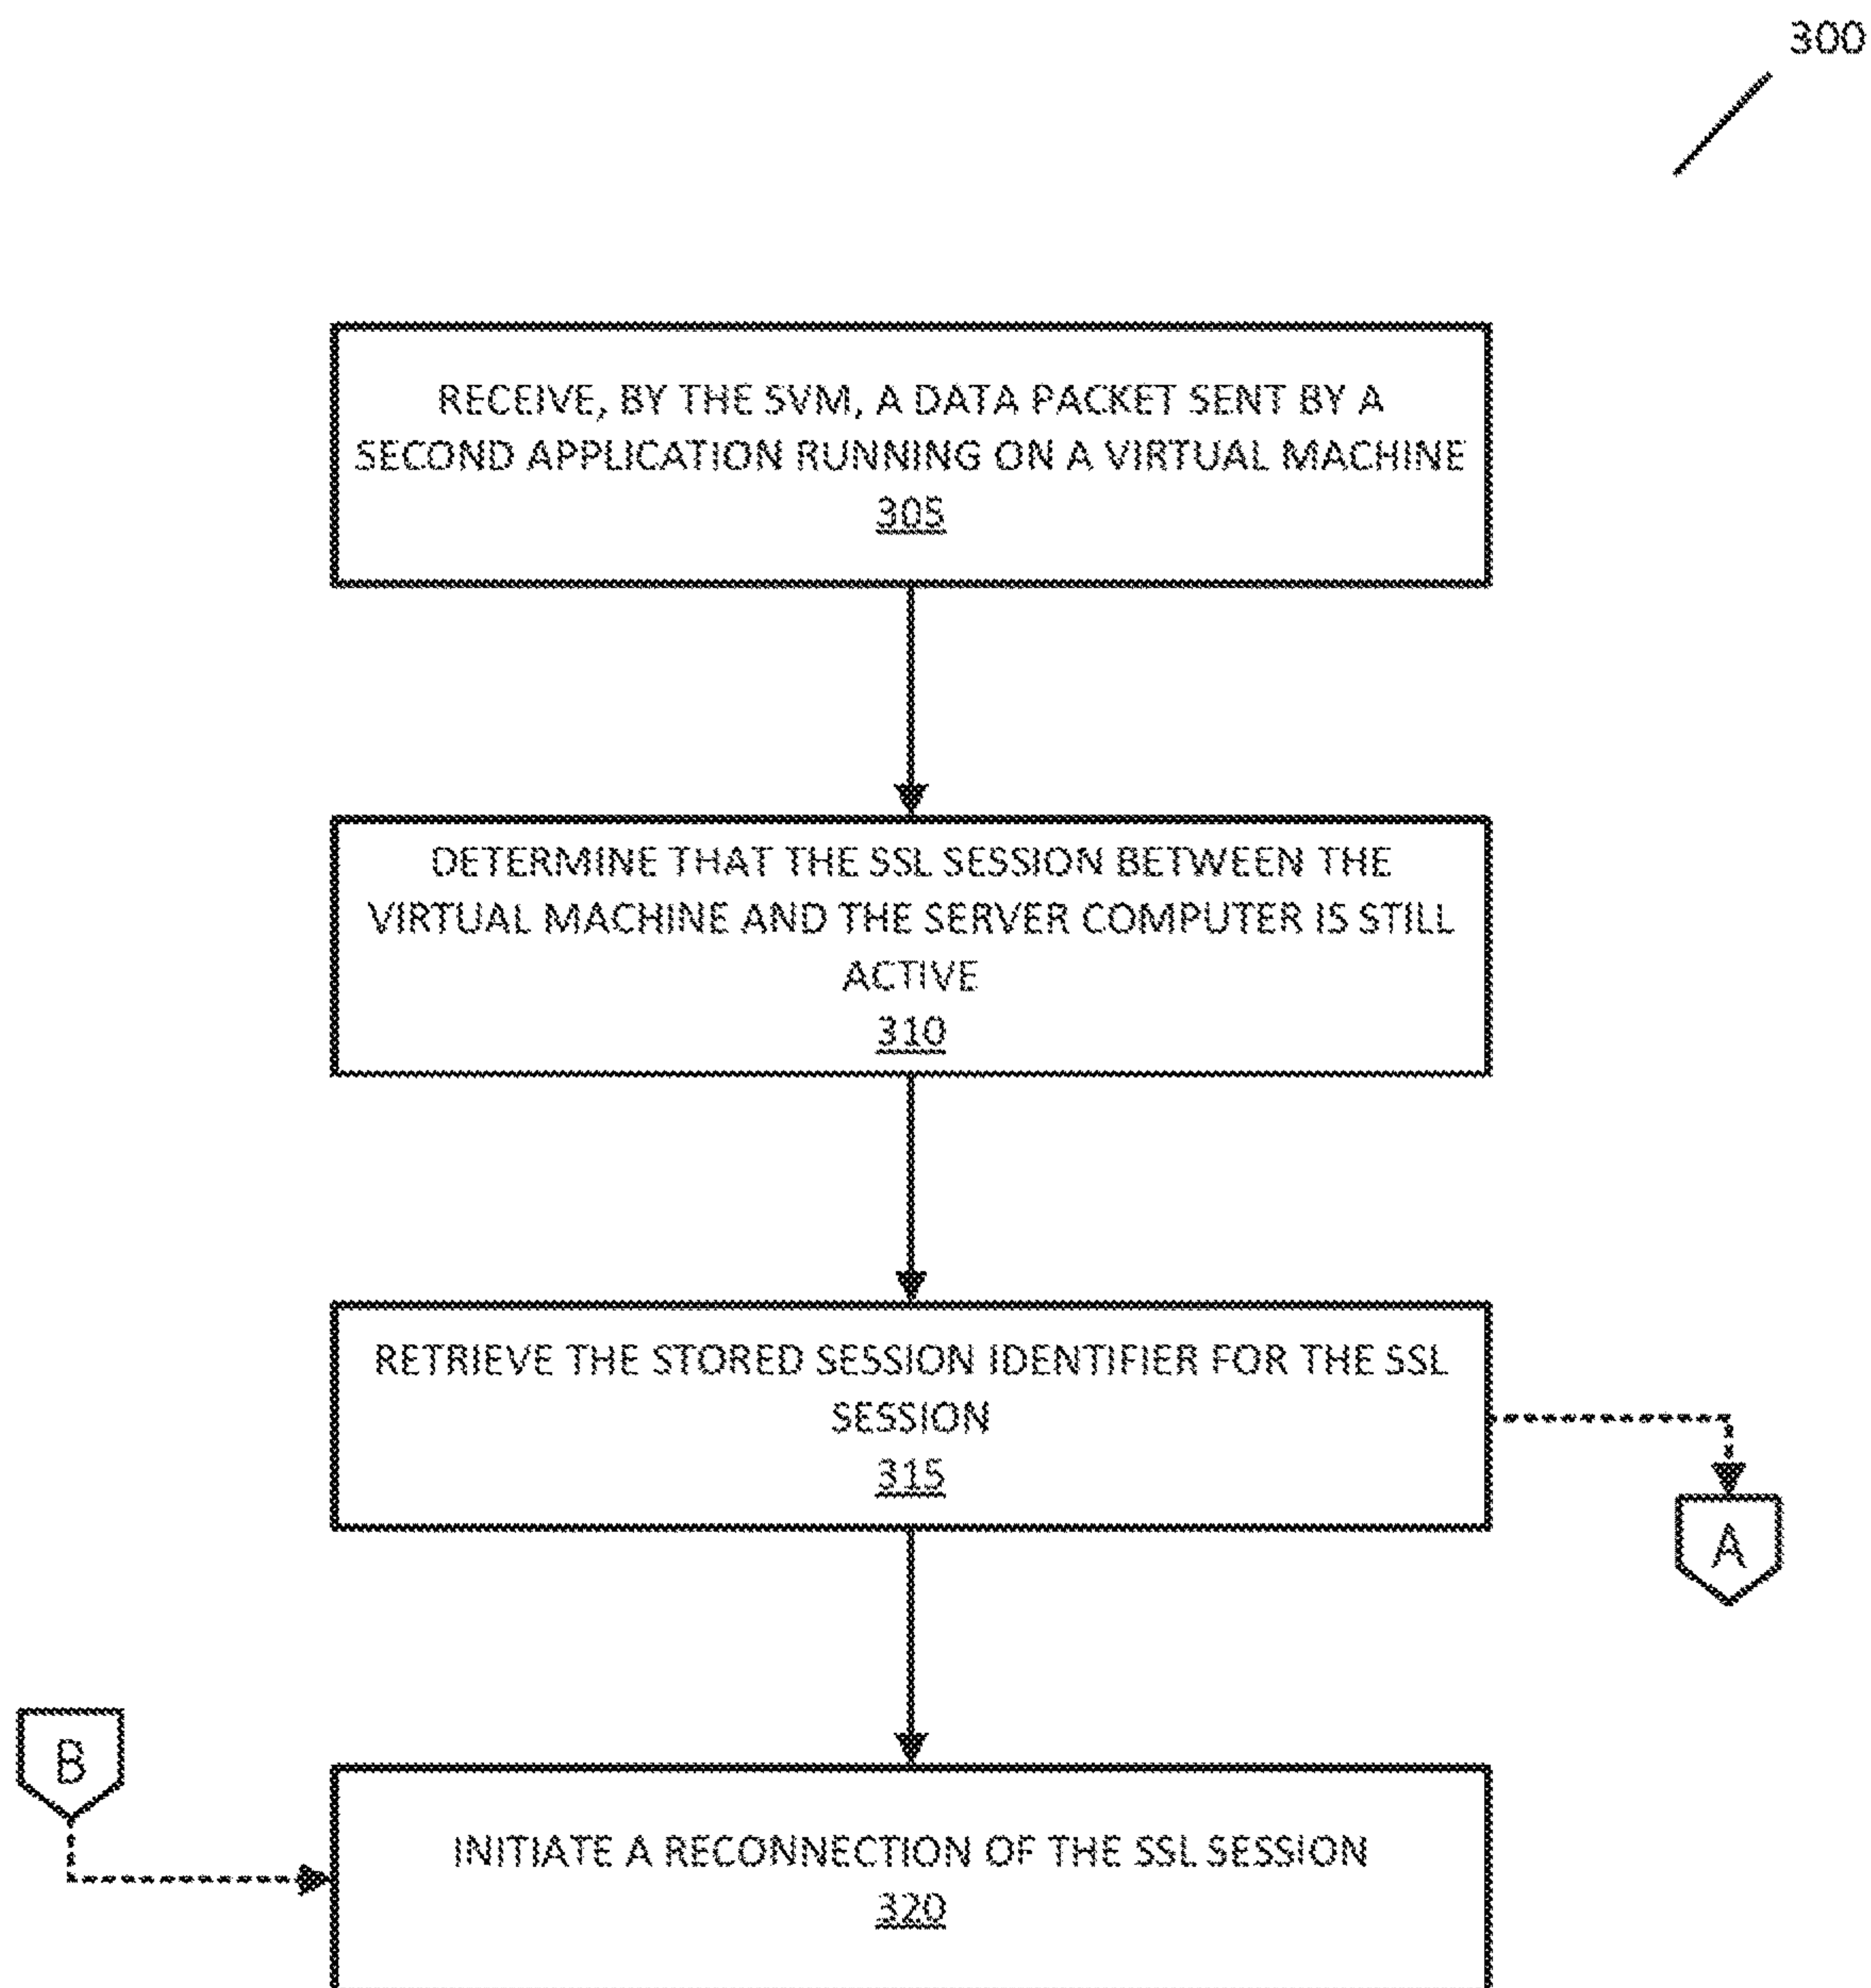 300
RECEIVE, BY THE SVM, A DATA PACKET SENT BY A
SECOND APPLICATION RUNNING ON A VIRTUAL MACHINE
305
DETERMINE THAT THE SSL SESSION BETWEEN THE
VIRTUAL MACHINE AND THE SERVER COMPUTER IS STILL
ACTIVE
310
RETRIEVE THE STORED SESSION IDENTIFIER FOR THE SSL
SESSION
315
A
B
INITIATE A RECONNECTION OF THE SSL SESSION
320